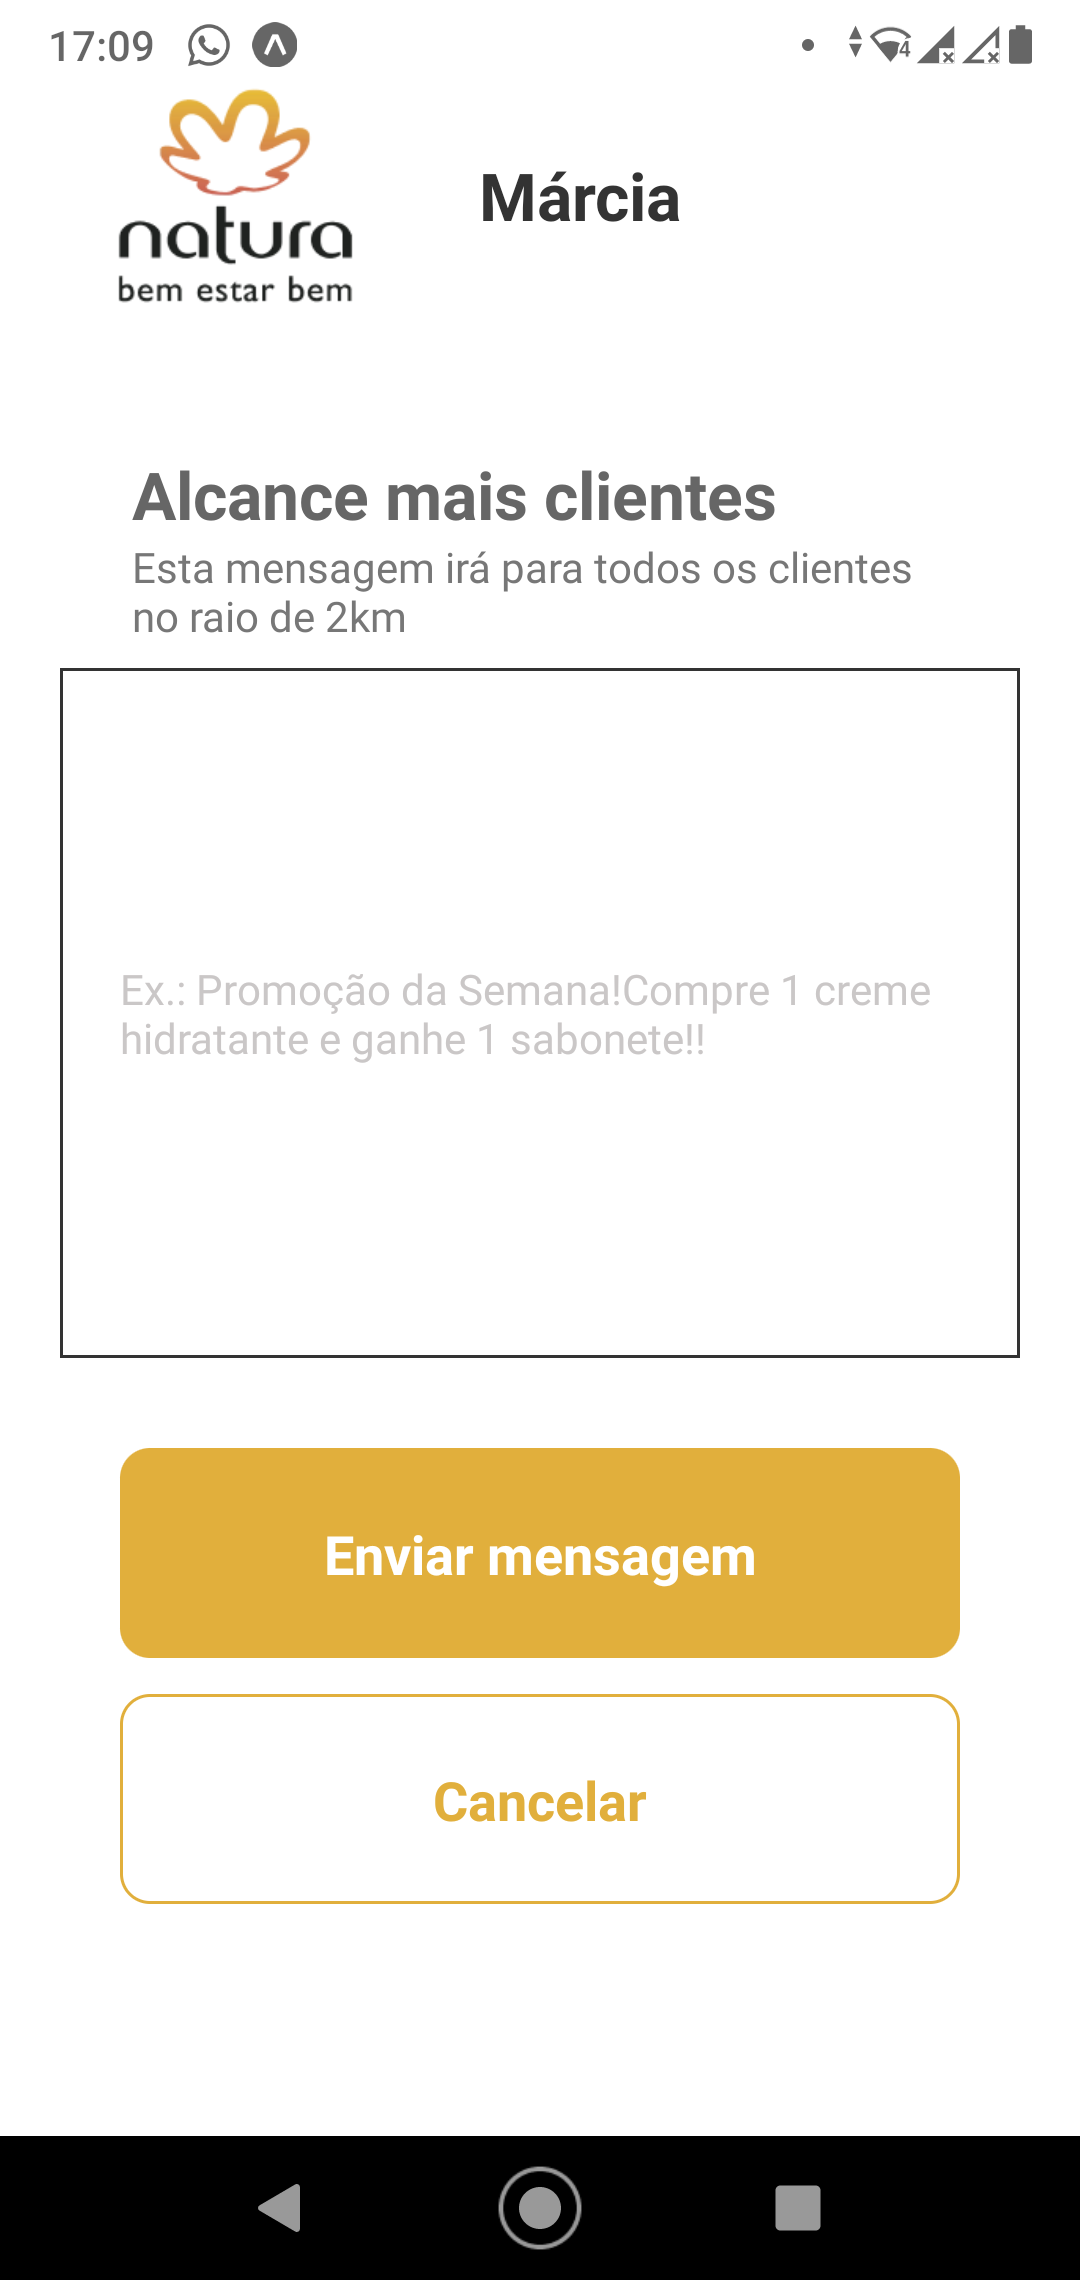 17:09
4
natura
bem estar bem
Márcia
Alcance mais clientes
Esta mensagem irá para todos os clientes
no raio de 2km
Ex.: Promoção da Semana!Compre 1 creme
hidratante e ganhe 1 sabonete!!
Enviar mensagem
Cancelar